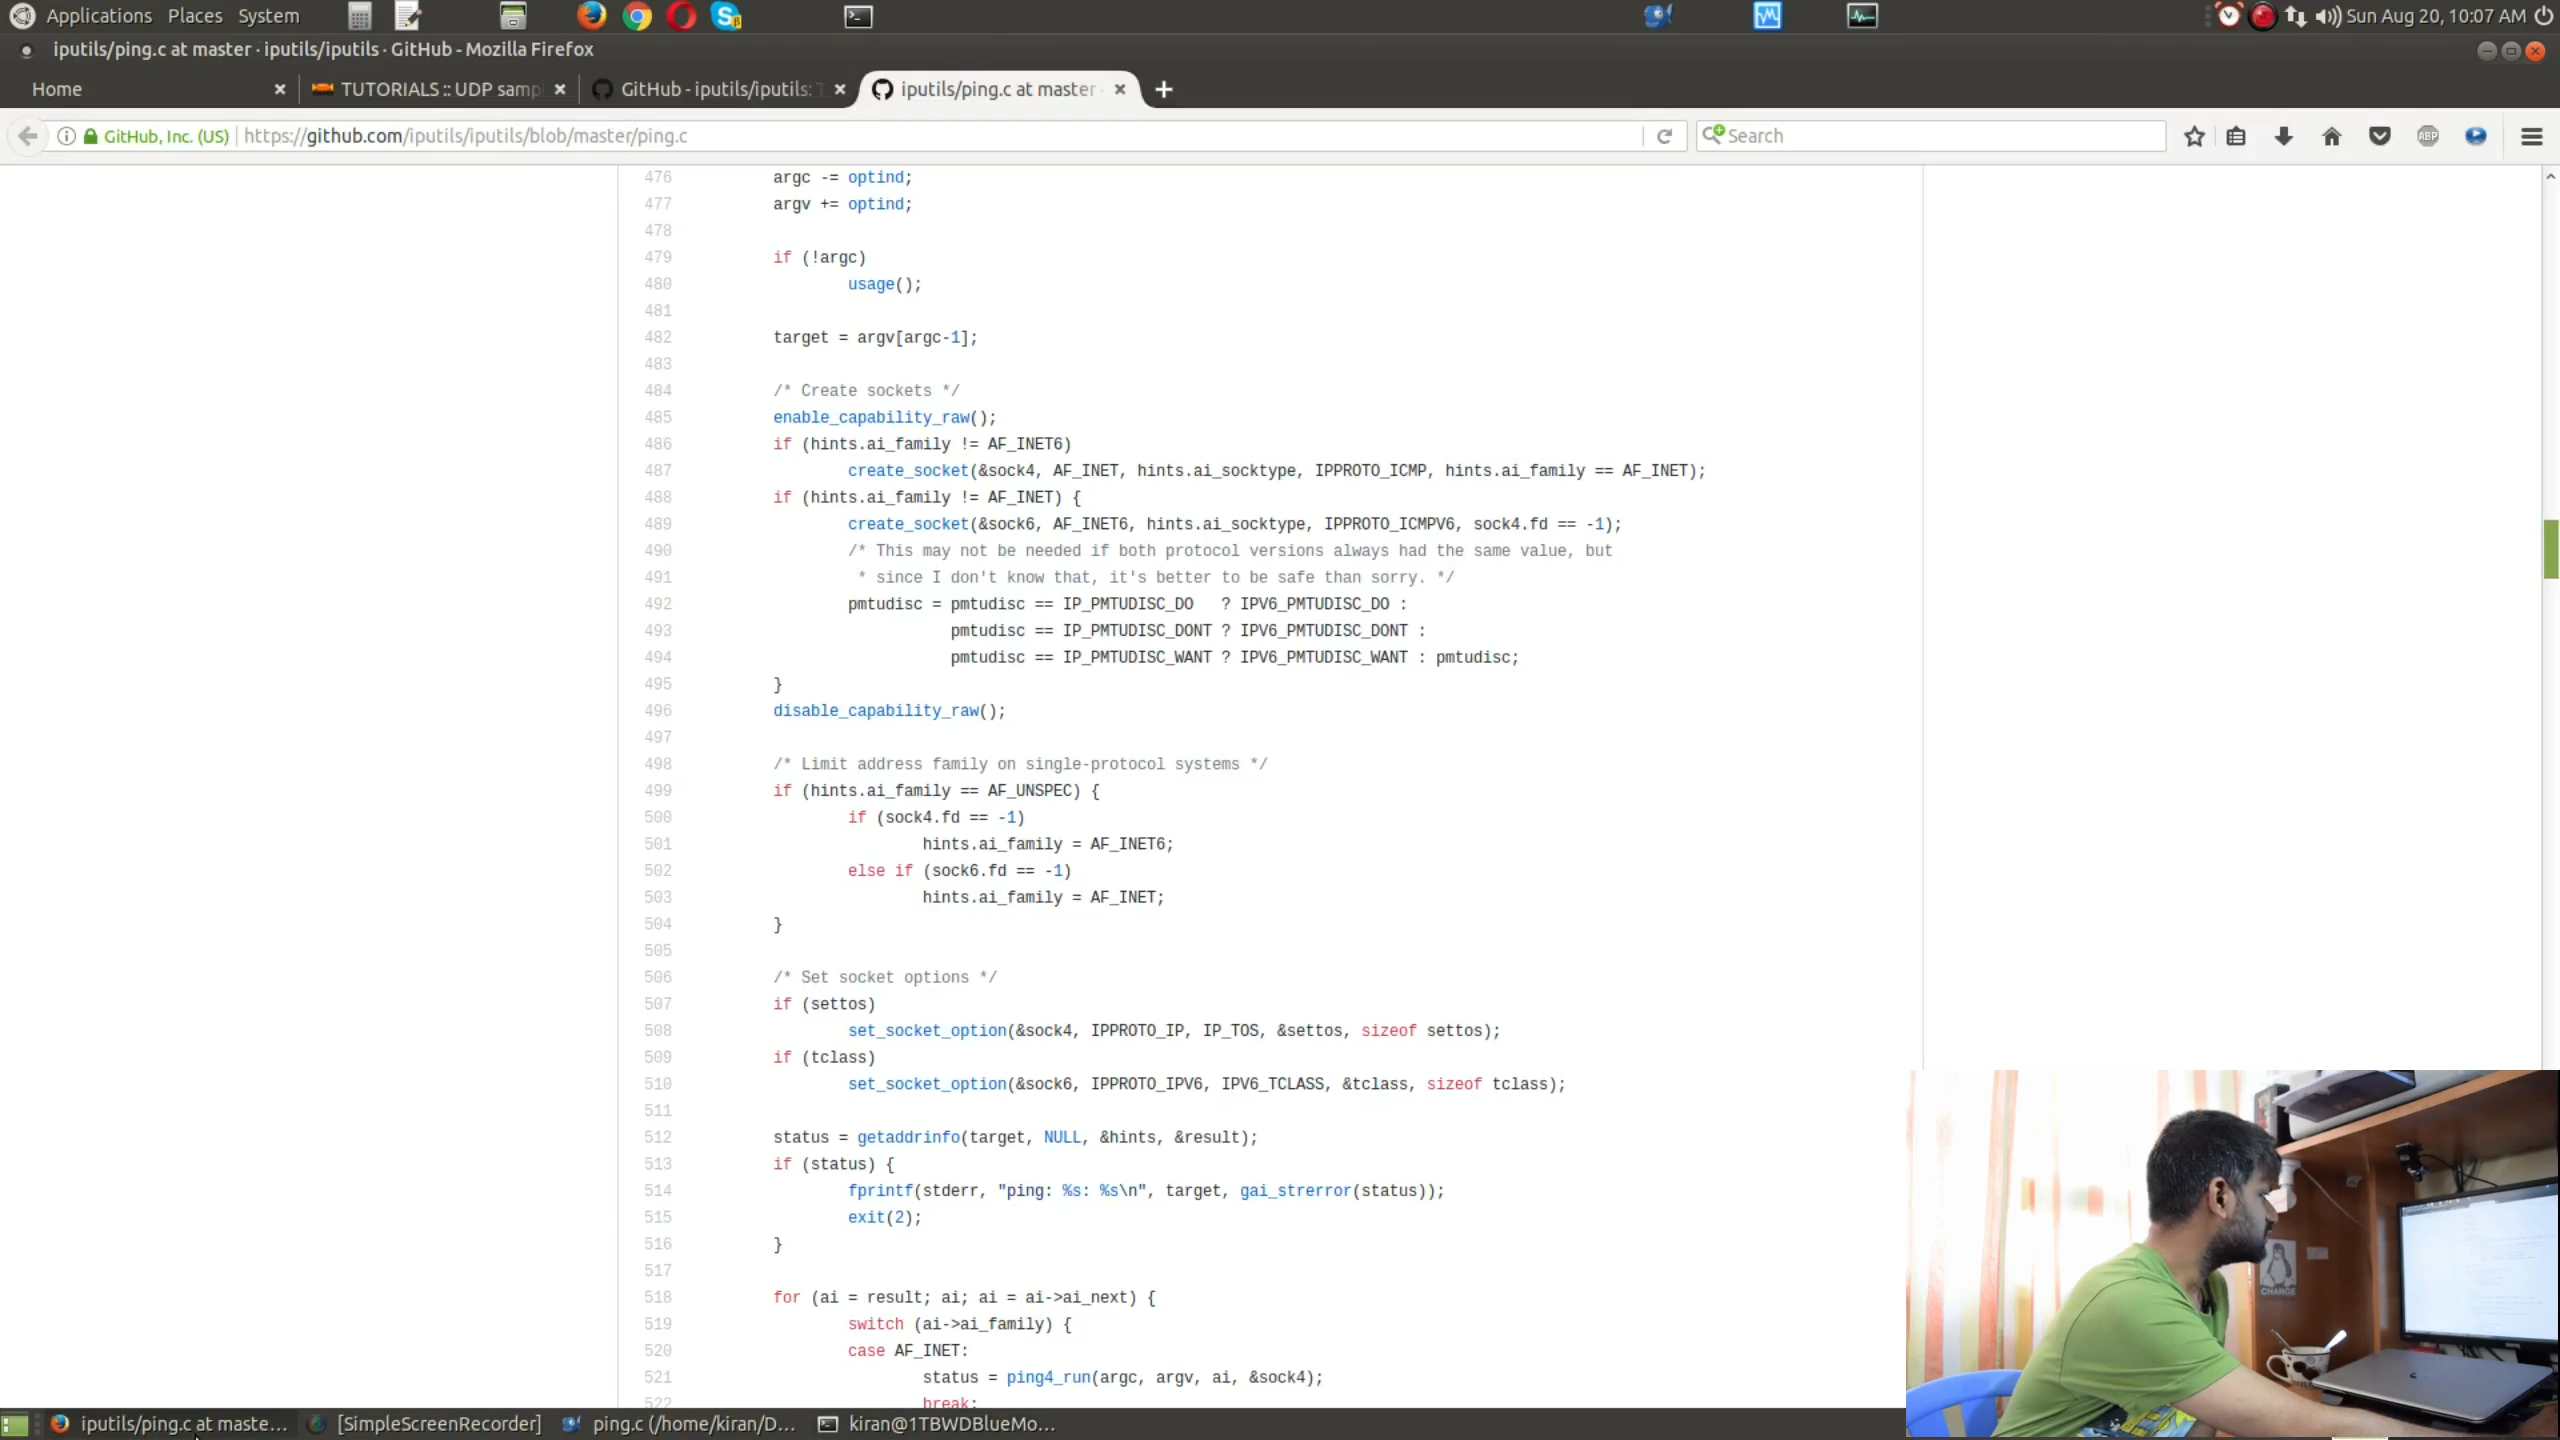 Applications Places System
Sun Aug 20, 10:07 AM
iputils/ping.c at master · iputils/iputils · GitHub - Mozilla Firefox
Home
TUTORIALS :: UDP samp
GitHub - iputils/iputils: T
iputils/ping.c at master
GitHub, Inc. (US)
https://github.com/iputils/iputils/blob/master/ping.c
Search
ABP
476 argc -= optind;
477 argv += optind;
478
479 if (!argc)
480 usage();
481
482 target = argv[argc-1];
483
484 /* Create sockets */
485 enable_capability_raw();
486 if (hints.ai_family != AF_INET6)
487 create_socket(&sock4, AF_INET, hints.ai_socktype, IPPROTO_ICMP, hints.ai_family == AF_INET);
488 if (hints.ai_family != AF_INET) {
489 create_socket(&sock6, AF_INET6, hints.ai_socktype, IPPROTO_ICMPV6, sock4.fd == -1);
490 /* This may not be needed if both protocol versions always had the same value, but
491 * since I don't know that, it's better to be safe than sorry. */
492 pmtudisc = pmtudisc == IP_PMTUDISC_DO ? IPV6_PMTUDISC_DO :
493 pmtudisc == IP_PMTUDISC_DONT ? IPV6_PMTUDISC_DONT :
494 pmtudisc == IP_PMTUDISC_WANT ? IPV6_PMTUDISC_WANT : pmtudisc;
495 }
496 disable_capability_raw();
497
498 /* Limit address family on single-protocol systems */
499 if (hints.ai_family == AF_UNSPEC) {
500 if (sock4.fd == -1)
501 hints.ai_family = AF_INET6;
502 else if (sock6.fd == -1)
503 hints.ai_family = AF_INET;
504 }
505
506 /* Set socket options */
507 if (settos)
508 set_socket_option(&sock4, IPPROTO_IP, IP_TOS, &settos, sizeof settos);
509 if (tclass)
510 set_socket_option(&sock6, IPPROTO_IPV6, IPV6_TCLASS, &tclass, sizeof tclass);
511
512 status = getaddrinfo(target, NULL, &hints, &result);
513 if (status) {
514 fprintf(stderr, "ping: %s: %s\n", target, gai_strerror(status));
515 exit(2);
516 }
517
518 for (ai = result; ai; ai = ai->ai_next) {
519 switch (ai->ai_family) {
520 case AF_INET:
521 status = ping4_run(argc, argv, ai, &sock4);
522 break;
CHANGE
iputils/ping.c at maste...
[SimpleScreenRecorder]
ping.c (/home/kiran/D...
kiran@1TBWDBlueMo...